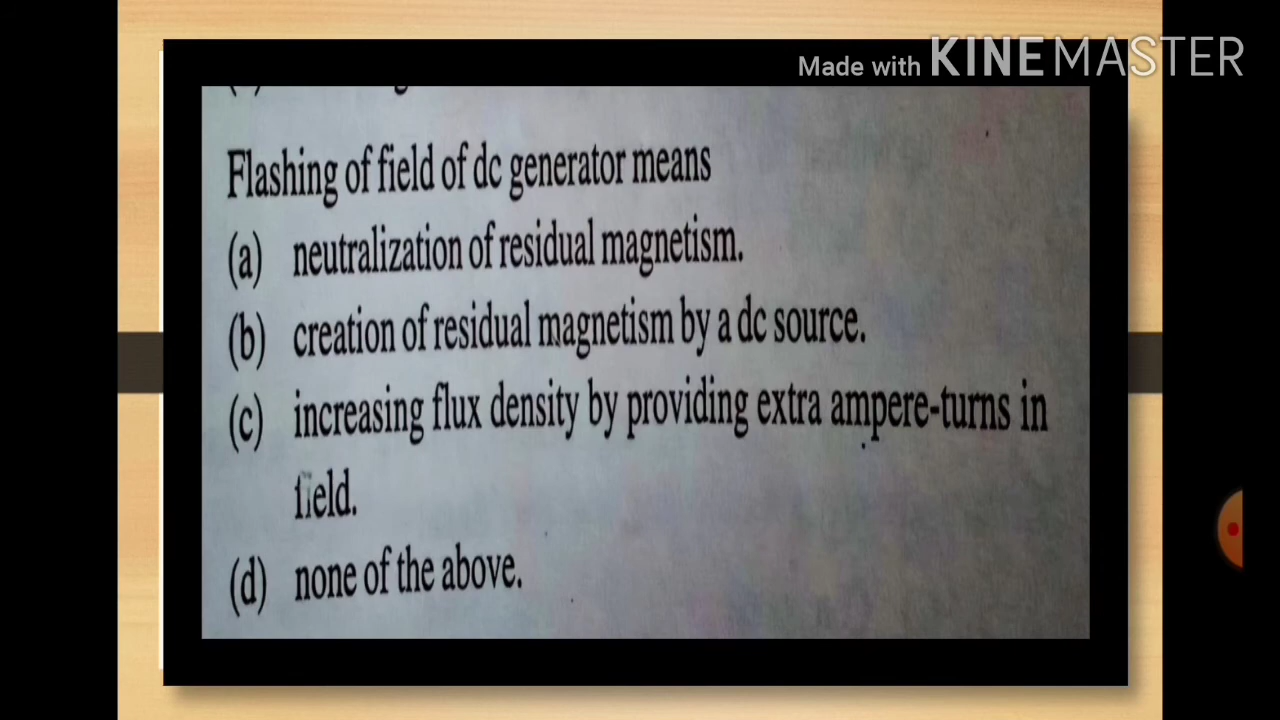 Made with KINEMASTER
Flashing of field of dc generator means
(a) neutralization of residual magnetism.
(b) creation of residual magnetism by a dc source.
(c) increasing flux density by providing extra ampere-turns in
field.
(d) none of the above.